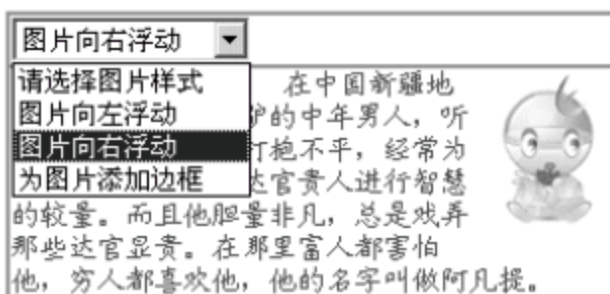 图片向右浮动
请选择图片样式
图片向左浮动
图片向右浮动
为图片添加边框
在中国新疆地
的中年男人，听
打抱不平，经常为
达官贵人进行智慧
的较量。而且他胆量非凡，总是戏弄
那些达官显贵。在那里富人都害怕
他，穷人都喜欢他，他的名字叫做阿凡提。